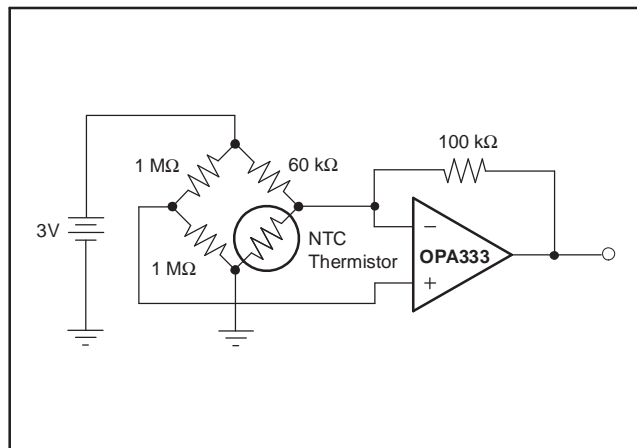 100 kΩ
1 MΩ
60 kΩ
3V
NTC
Thermistor
−
OPA333
+
1 MΩ